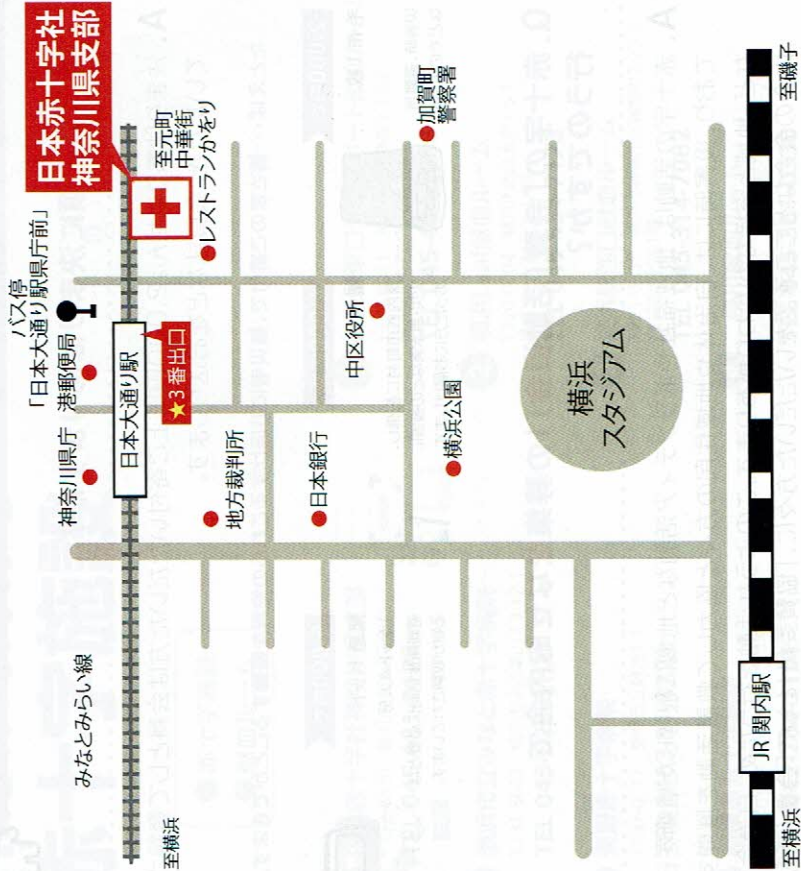 日本赤十字社
神奈川県支部
バス停
「日本大通り駅県庁前」
神奈川県庁
港郵便局
みなとみらい線
日本大通り駅
★3番出口
至横浜
至元町
中華街
レストランかをり
地方裁判所
日本銀行
中区役所
加賀町
警察署
横浜公園
横浜
スタジアム
JR関内駅
至横浜
至磯子